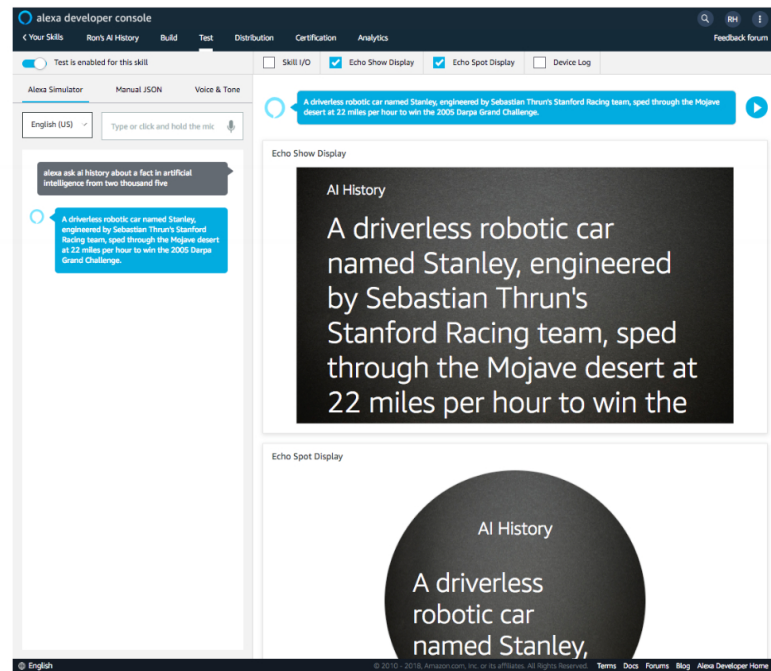 alexa developer console
RH
< Your Skills Ron's AI History Build Test Distribution Certification Analytics Feedback forum
Test is enabled for this skill
Skill I/O Echo Show Display Echo Spot Display Device Log
Alexa Simulator Manual JSON Voice & Tone
English (US) Type or click and hold the mic
alexa ask ai history about a fact in artificial
intelligence from two thousand five
A driverless robotic car named Stanley,
engineered by Sebastian Thrun's Stanford
Racing team, sped through the Mojave desert
at 22 miles per hour to win the 2005 Darpa
Grand Challenge.
A driverless robotic car named Stanley, engineered by Sebastian Thrun's Stanford Racing team, sped through the Mojave
desert at 22 miles per hour to win the 2005 Darpa Grand Challenge.
Echo Show Display
AI History
A driverless robotic car
named Stanley, engineered
by Sebastian Thrun's
Stanford Racing team, sped
through the Mojave desert at
22 miles per hour to win the
Echo Spot Display
AI History
A driverless
robotic car
named Stanley,
English © 2010 - 2018, Amazon.com, Inc. or its affiliates. All Rights Reserved. Terms Docs Forums Blog Alexa Developer Home